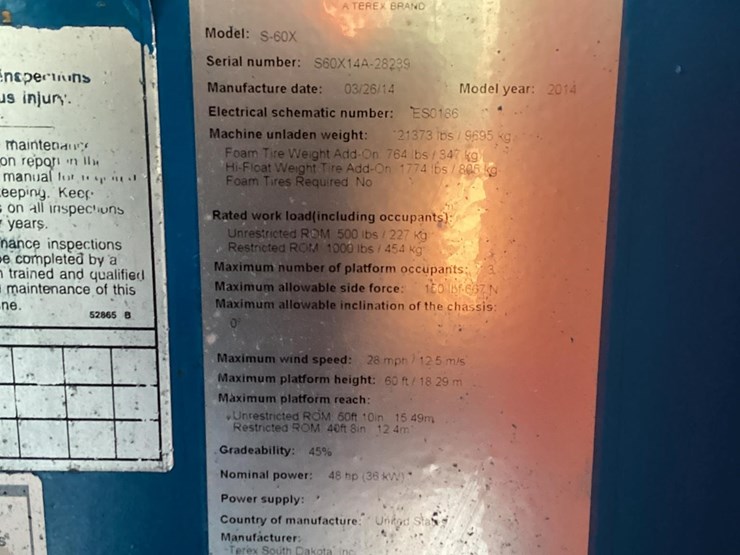 A TEREX BRAND
Model: S-60X
Serial number: S60X14A-28239
Manufacture date: 03/26/14 Model year: 2014
Electrical schematic number: ES0186
Machine unladen weight: 21373 lbs / 9695 kg
Foam Tire Weight Add-On 764 lbs / 347 kg
Hi-Float Weight Tire Add-On 1774 lbs / 805 kg
Foam Tires Required No
Rated work load(including occupants):
Unrestricted ROM 500 lbs / 227 kg
Restricted ROM 1000 lbs / 454 kg
Maximum number of platform occupants: 3
Maximum allowable side force: 150 lbf/667 N
Maximum allowable inclination of the chassis:
0°
Maximum wind speed: 28 mph / 12.5 m/s
Maximum platform height: 60 ft / 18.29 m
Maximum platform reach:
Unrestricted ROM 50ft 10in 15.49m
Restricted ROM 40ft 8in 12.4m
Gradeability: 45%
Nominal power: 48 hp (36 kW)
Power supply:
Country of manufacture: United States
Manufacturer:
Terex South Dakota, Inc
inspections
us injury.
maintenance
on report in the
manual
keeping. Keep
on all inspections
years.
nance inspections
be completed by a
trained and qualified
maintenance of this
ne.
52865 B